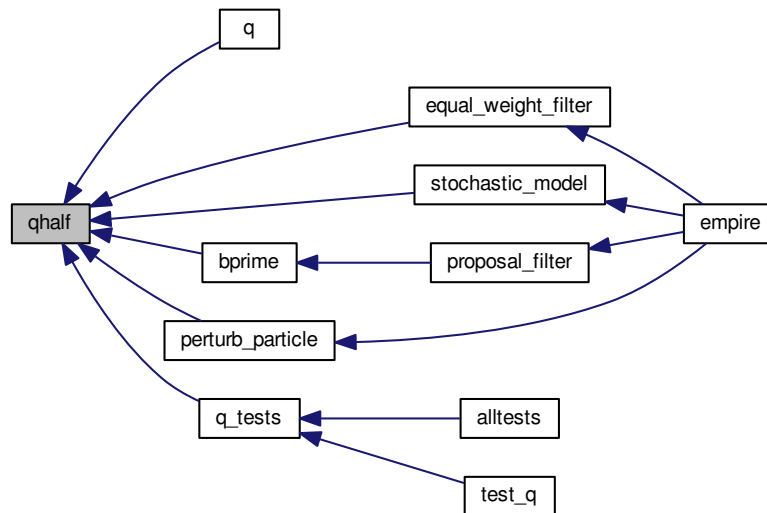 q
equal_weight_filter
stochastic_model
qhalf
empire
bprime
proposal_filter
perturb_particle
q_tests
alltests
test_q